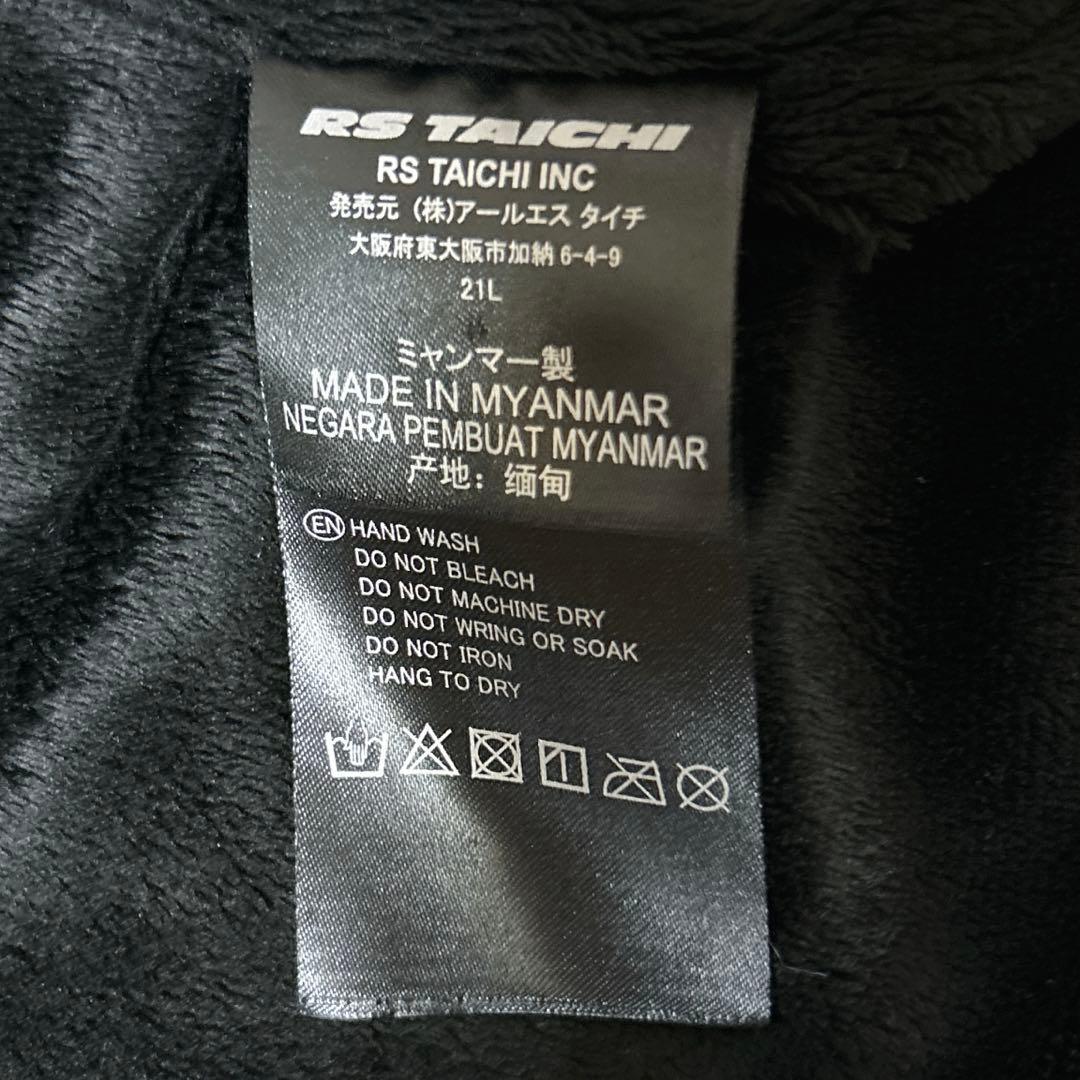 RS TAICHI
RS TAICHI INC
発売元 (株)アールエス タイチ
大阪府東大阪市加納 6-4-9
21L
ミャンマー製
MADE IN MYANMAR
NEGARA PEMBUAT MYANMAR
产地: 缅甸
EN HAND WASH
DO NOT BLEACH
DO NOT MACHINE DRY
DO NOT WRING OR SOAK
DO NOT IRON
HANG TO DRY